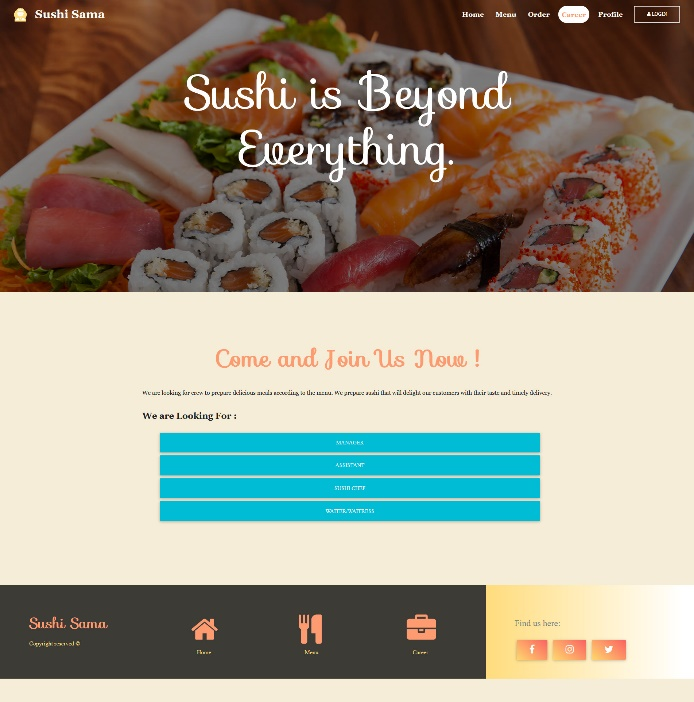 Sushi Sama
Home Menu Order Career Profile LOGIN
Sushi is Beyond
Everything.
Come and Join Us Now !
We are looking for crew to prepare delicious meals according to the menu. We prepare sushi that will delight our customers with their taste and timely delivery.
We are Looking For :
MANAGER
ASSISTANT
SUSHI CHEF
WAITER/WAITRESS
Sushi Sama
Copyright reserved ©
Home
Menu
Career
Find us here: